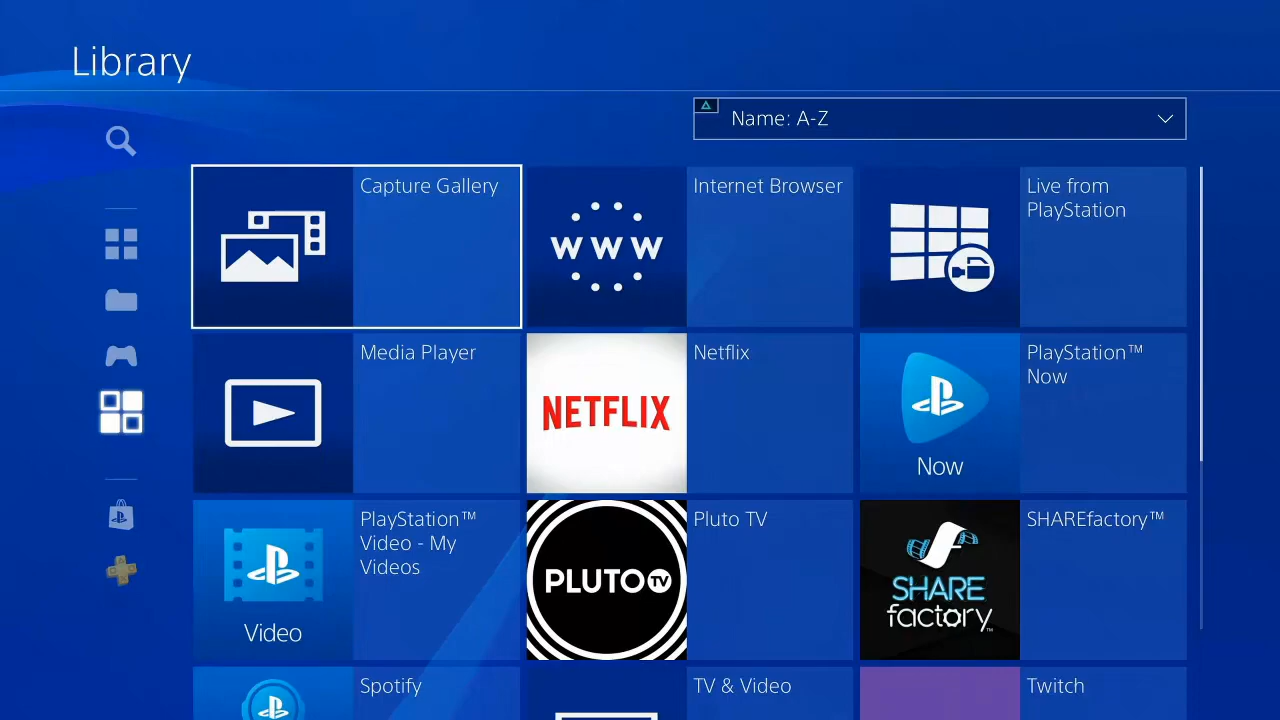 Library
Name: A-Z
Capture Gallery
WWW
Internet Browser
Live from
PlayStation
Media Player
NETFLIX
Netflix
Now
PlayStation™
Now
Video
PlayStation™
Video - My
Videos
PLUTO TV
Pluto TV
SHARE
factory™
SHAREfactory™
Spotify
TV & Video
Twitch